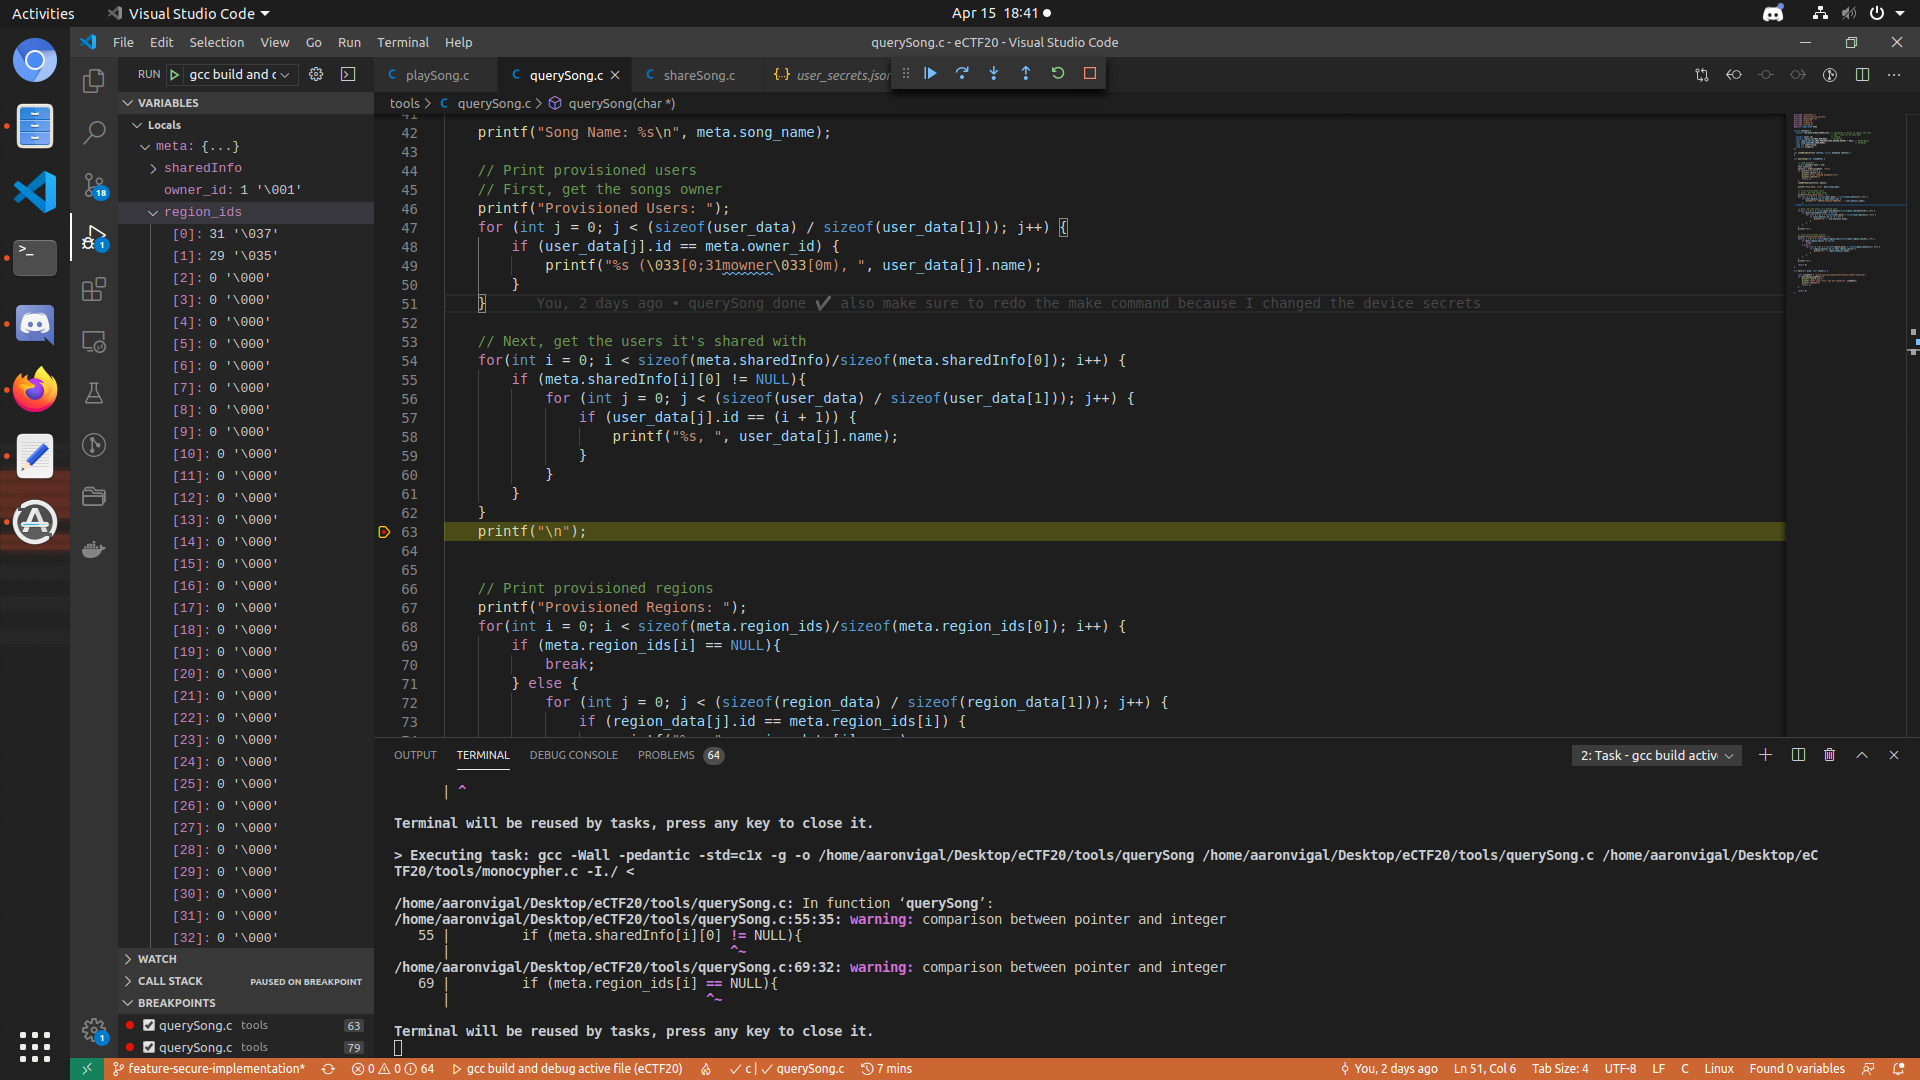 Activities
Visual Studio Code
Apr 15 18:41
File Edit Selection View Go Run Terminal Help
querySong.c - eCTF20 - Visual Studio Code
RUN gcc build and c
playSong.c
querySong.c
shareSong.c
user_secrets.json
VARIABLES
Locals
meta: {...}
sharedInfo
owner_id: 1 '\001'
region_ids
[0]: 31 '\037'
[1]: 29 '\035'
[2]: 0 '\000'
[3]: 0 '\000'
[4]: 0 '\000'
[5]: 0 '\000'
[6]: 0 '\000'
[7]: 0 '\000'
[8]: 0 '\000'
[9]: 0 '\000'
[10]: 0 '\000'
[11]: 0 '\000'
[12]: 0 '\000'
[13]: 0 '\000'
[14]: 0 '\000'
[15]: 0 '\000'
[16]: 0 '\000'
[17]: 0 '\000'
[18]: 0 '\000'
[19]: 0 '\000'
[20]: 0 '\000'
[21]: 0 '\000'
[22]: 0 '\000'
[23]: 0 '\000'
[24]: 0 '\000'
[25]: 0 '\000'
[26]: 0 '\000'
[27]: 0 '\000'
[28]: 0 '\000'
[29]: 0 '\000'
[30]: 0 '\000'
[31]: 0 '\000'
[32]: 0 '\000'
WATCH
CALL STACK PAUSED ON BREAKPOINT
BREAKPOINTS
querySong.c tools 63
querySong.c tools 79
18
1
1
tools > C querySong.c > querySong(char *)
41
42 printf("Song Name: %s\n", meta.song_name);
43
44 // Print provisioned users
45 // First, get the songs owner
46 printf("Provisioned Users: ");
47 for (int j = 0; j < (sizeof(user_data) / sizeof(user_data[1])); j++) {
48 if (user_data[j].id == meta.owner_id) {
49 printf("%s (\033[0;31mowner\033[0m), ", user_data[j].name);
50 }
51 } You, 2 days ago • querySong done ✔ also make sure to redo the make command because I changed the device secrets
52
53 // Next, get the users it's shared with
54 for(int i = 0; i < sizeof(meta.sharedInfo)/sizeof(meta.sharedInfo[0]); i++) {
55 if (meta.sharedInfo[i][0] != NULL){
56 for (int j = 0; j < (sizeof(user_data) / sizeof(user_data[1])); j++) {
57 if (user_data[j].id == (i + 1)) {
58 printf("%s, ", user_data[j].name);
59 }
60 }
61 }
62 }
63 printf("\n");
64
65
66 // Print provisioned regions
67 printf("Provisioned Regions: ");
68 for(int i = 0; i < sizeof(meta.region_ids)/sizeof(meta.region_ids[0]); i++) {
69 if (meta.region_ids[i] == NULL){
70 break;
71 } else {
72 for (int j = 0; j < (sizeof(region_data) / sizeof(region_data[1])); j++) {
73 if (region_data[j].id == meta.region_ids[i]) {
OUTPUT TERMINAL DEBUG CONSOLE PROBLEMS 64
2: Task - gcc build activ
| ^
Terminal will be reused by tasks, press any key to close it.
> Executing task: gcc -Wall -pedantic -std=c1x -g -o /home/aaronvigal/Desktop/eCTF20/tools/querySong /home/aaronvigal/Desktop/eCTF20/tools/querySong.c /home/aaronvigal/Desktop/eC
TF20/tools/monocypher.c -I./ <
/home/aaronvigal/Desktop/eCTF20/tools/querySong.c: In function ‘querySong’:
/home/aaronvigal/Desktop/eCTF20/tools/querySong.c:55:35: warning: comparison between pointer and integer
55 | if (meta.sharedInfo[i][0] != NULL){
| ^~
/home/aaronvigal/Desktop/eCTF20/tools/querySong.c:69:32: warning: comparison between pointer and integer
69 | if (meta.region_ids[i] == NULL){
| ^~
Terminal will be reused by tasks, press any key to close it.
feature-secure-implementation* 0 0 64 gcc build and debug active file (eCTF20) c | querySong.c 7 mins
You, 2 days ago Ln 51, Col 6 Tab Size: 4 UTF-8 LF C Linux Found 0 variables